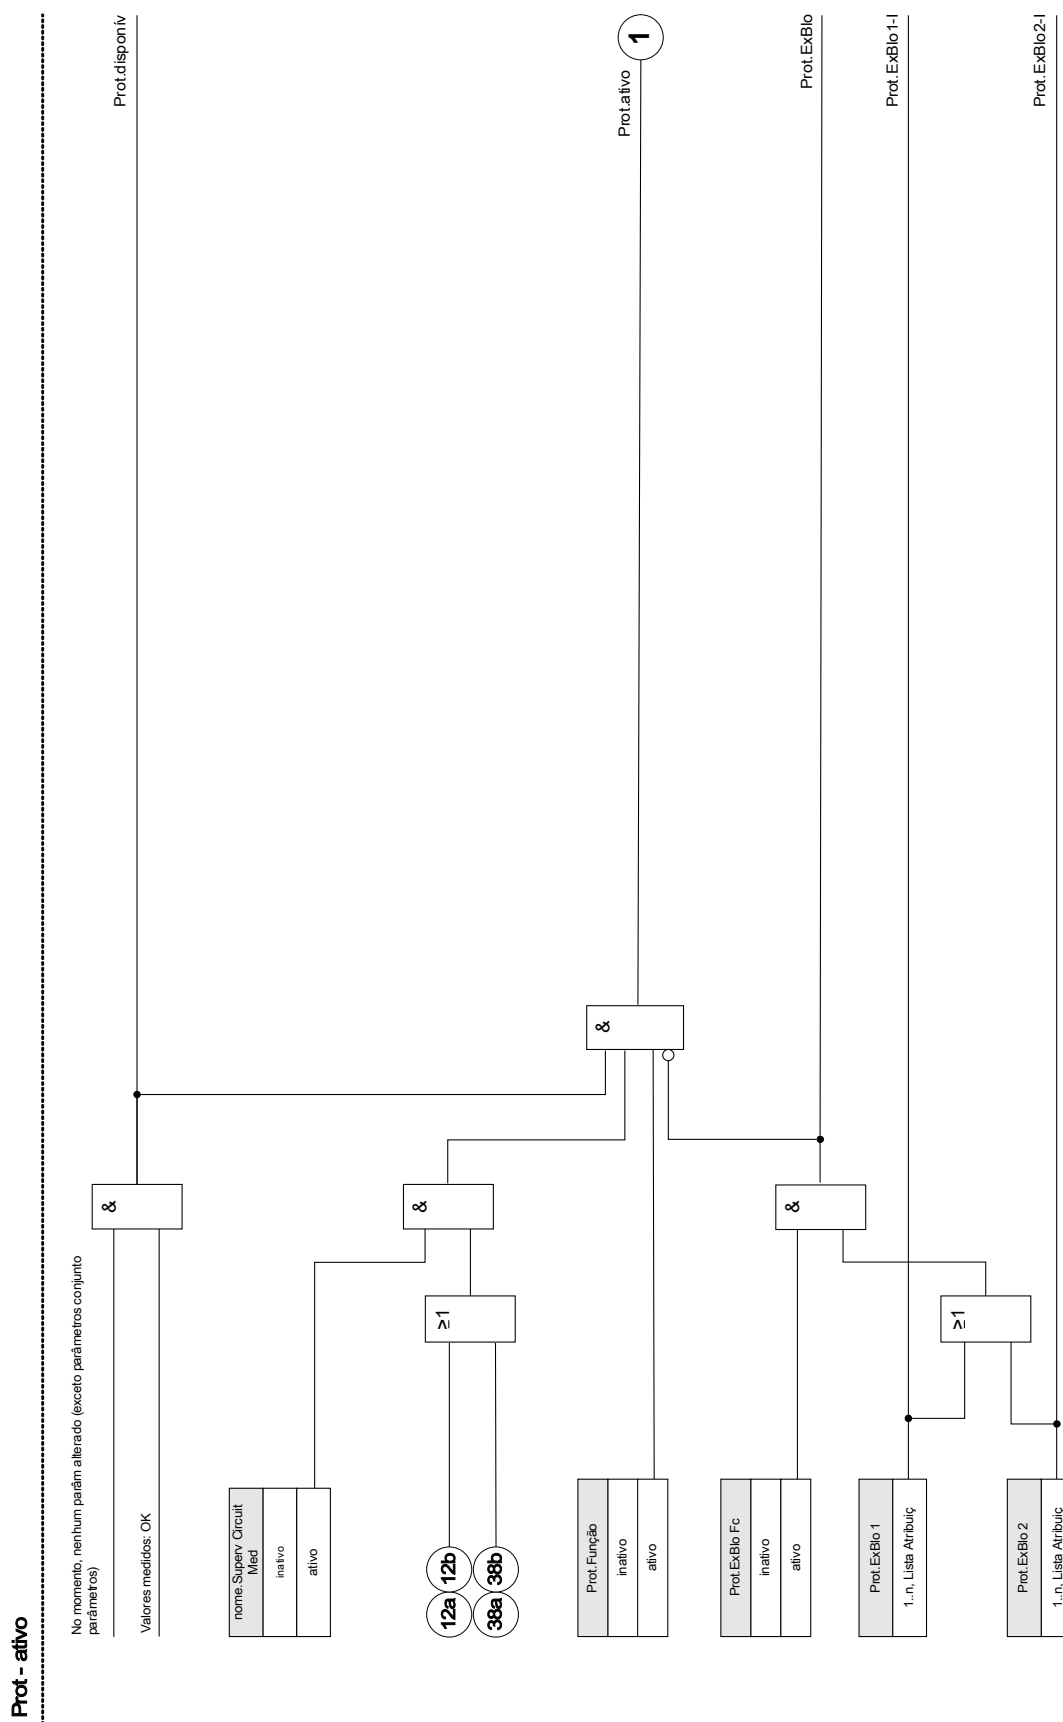 Prot - ativo
No momento, nenhum parâm alterado (exceto parâmetros conjunto
parâmetros)
Valores medidos: OK
&
Prot.disponív
nome.Superv Circuit
Med
inativo
ativo
12a 12b
38a 38b
≥1
&
Prot.Função
inativo
ativo
&
Prot.ativo
1
Prot.ExBlo Fc
inativo
ativo
&
Prot.ExBlo
Prot.ExBlo 1
1..n, Lista Atribuiç
Prot.ExBlo1-I
≥1
Prot.ExBlo 2
1..n, Lista Atribuiç
Prot.ExBlo2-I